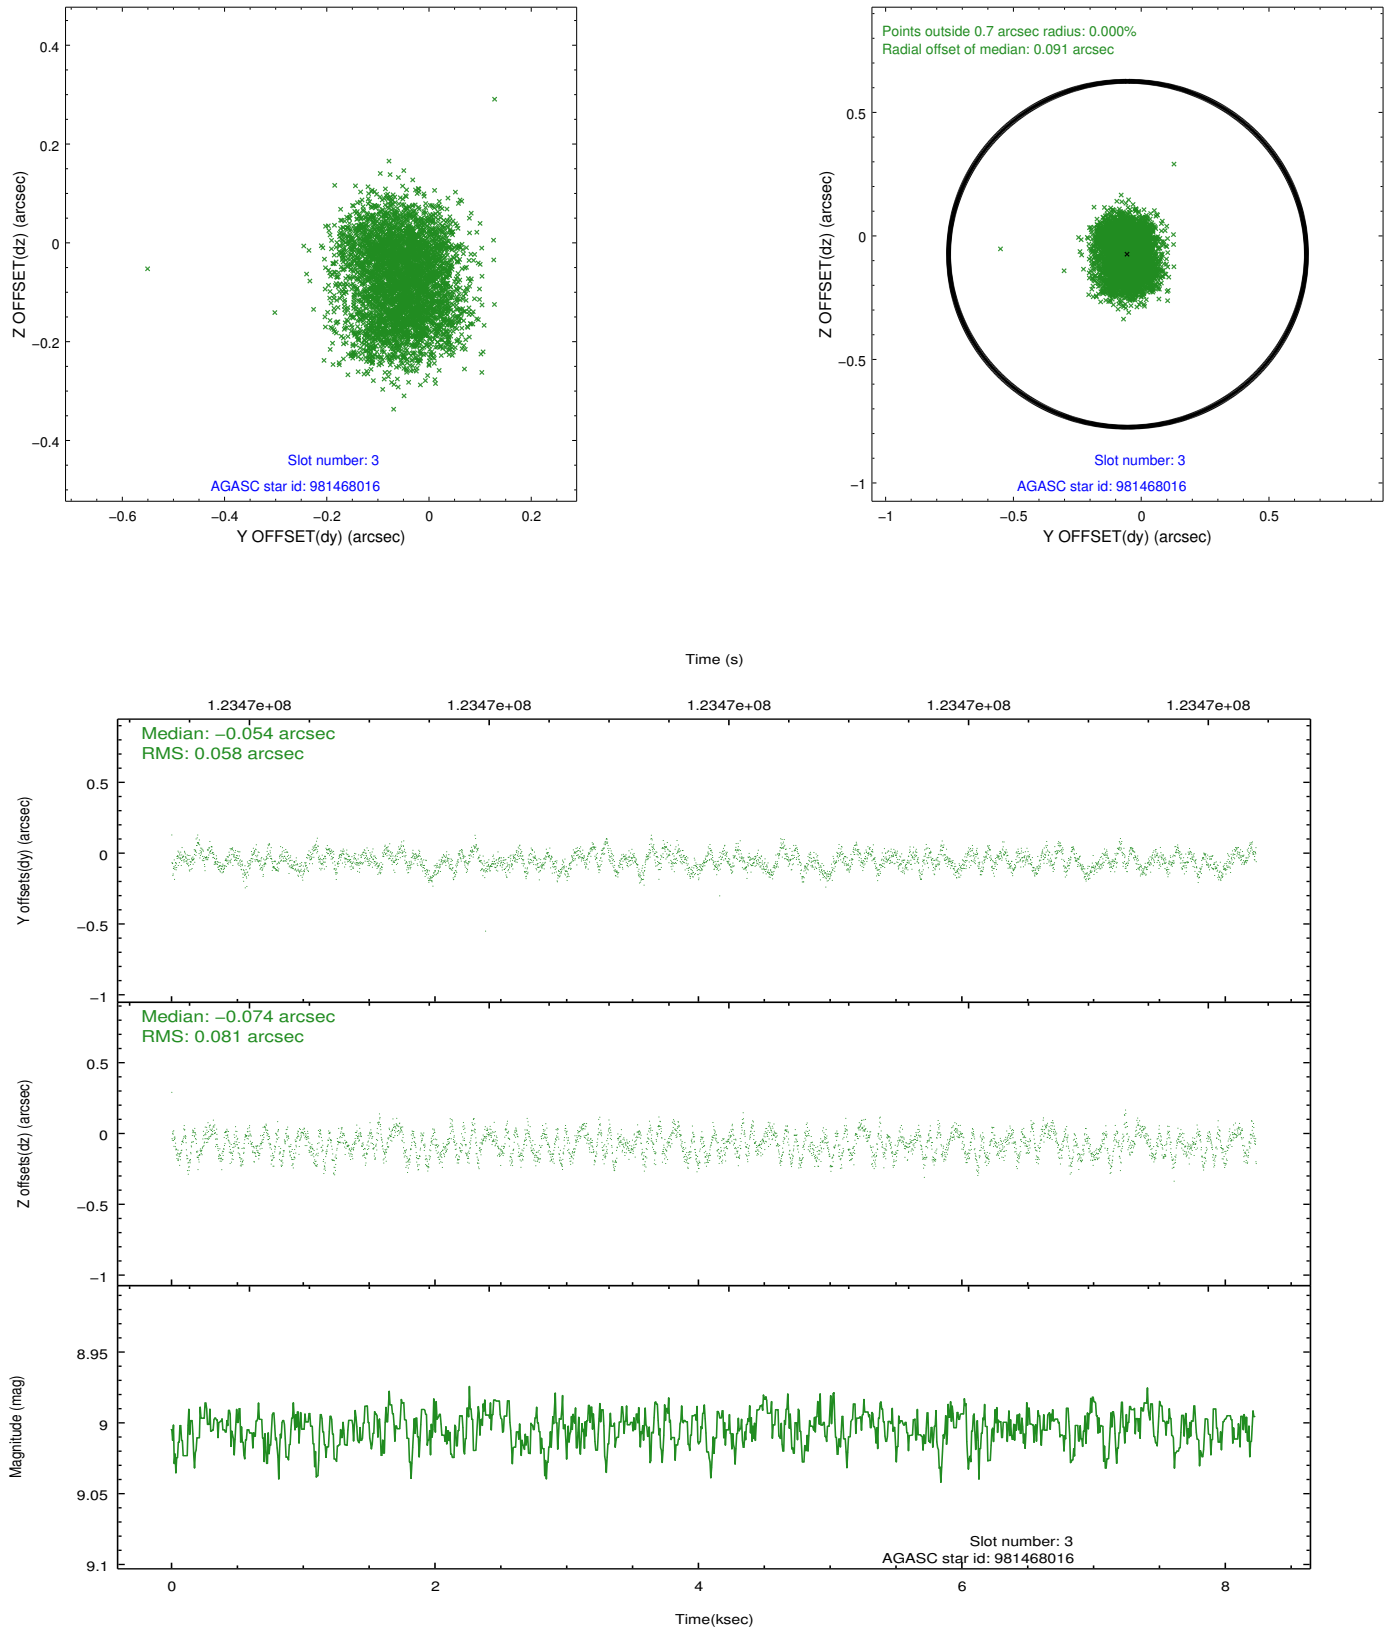 0.4
0.2
0
−0.2
−0.4
Z OFFSET(dz) (arcsec)
Slot number: 3
AGASC star id: 981468016
−0.6
−0.4
−0.2
0
0.2
Y OFFSET(dy) (arcsec)
Points outside 0.7 arcsec radius: 0.000%
Radial offset of median: 0.091 arcsec
0.5
0
−0.5
−1
Z OFFSET(dz) (arcsec)
Slot number: 3
AGASC star id: 981468016
−1
−0.5
0
0.5
Y OFFSET(dy) (arcsec)
Time (s)
1.2347e+08
1.2347e+08
1.2347e+08
1.2347e+08
1.2347e+08
Median: −0.054 arcsec
RMS: 0.058 arcsec
0.5
0
−0.5
−1
Y offsets(dy) (arcsec)
Median: −0.074 arcsec
RMS: 0.081 arcsec
0.5
0
−0.5
−1
Z offsets(dz) (arcsec)
8.95
9
9.05
9.1
Magnitude (mag)
Slot number: 3
AGASC star id: 981468016
0
2
4
6
8
Time(ksec)